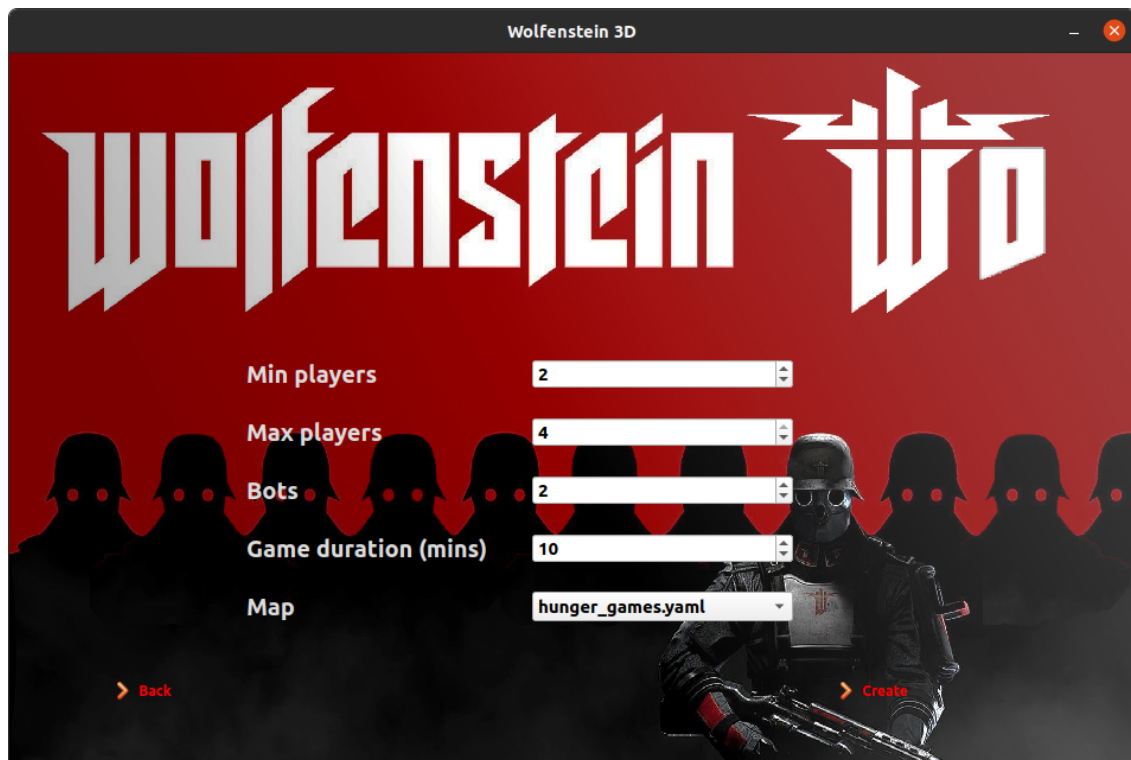 Wolfenstein 3D
Wolfenstein
Min players 2
Max players 4
Bots 2
Game duration (mins) 10
Map hunger_games.yaml
Back Create